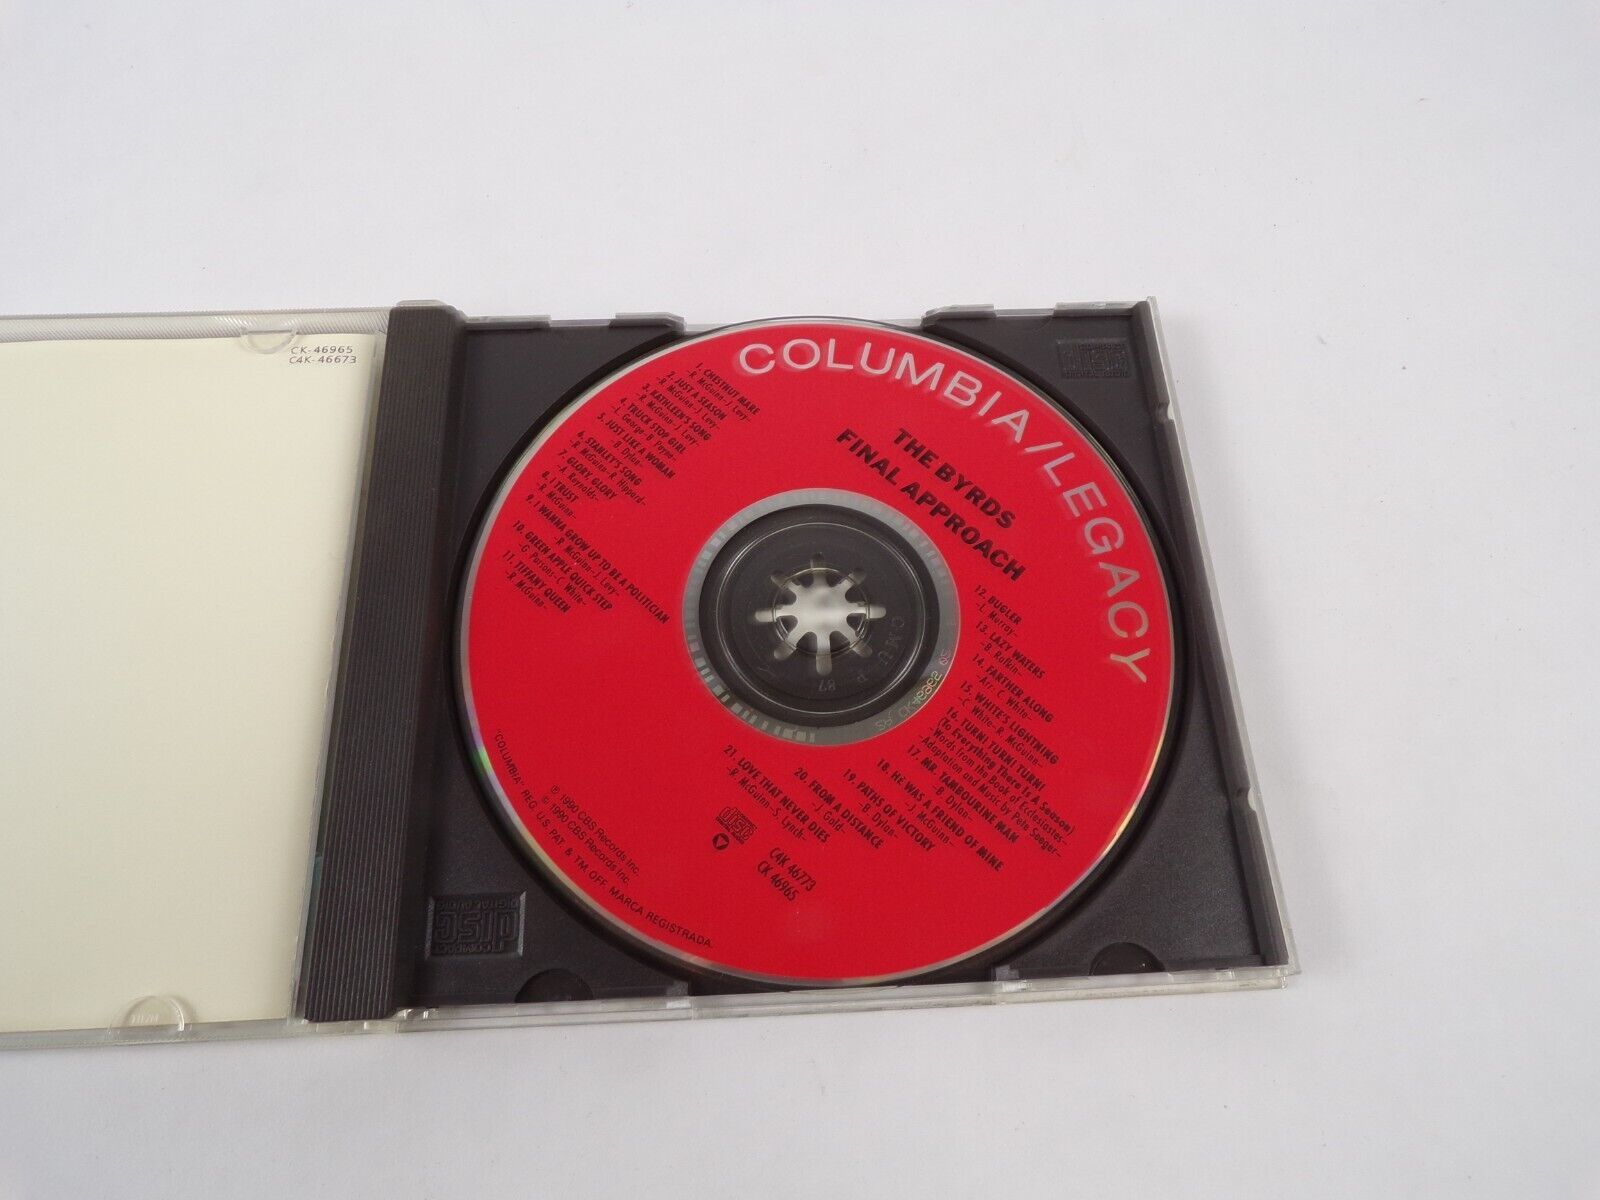 CK-46965
C4K-46673
COLUMBIA/LEGACY
THE BYRDS
FINAL APPROACH
1. CHESTNUT MARE
-R. McGuinn-J. Levy-
2. JUST A SEASON
-R. McGuinn-J. Levy-
3. KATHLEEN'S SONG
-R. McGuinn-J. Levy-
4. TRUCK STOP GIRL
-L. George-B. Payne-
5. JUST LIKE A WOMAN
-B. Dylan-
6. STANLEY'S SONG
-R. McGuinn-R. Hippard-
7. GLORY, GLORY
-A. Reynolds-
8. I TRUST
-R. McGuinn-
9. I WANNA GROW UP TO BE A POLITICIAN
-R. McGuinn-J. Levy-
10. GREEN APPLE QUICK STEP
-G. Parsons-C. White-
11. TIFFANY QUEEN
-R. McGuinn-
12. BUGLER
-L. Murray-
13. LAZY WATERS
-B. Rafkin-
14. FARTHER ALONG
-Arr. C. White-
15. WHITE'S LIGHTNING
-C. White-R. McGuinn-
16. TURN! TURN! TURN!
(To Everything There Is A Season)
-Words from the Book of Ecclesiastes-
-Adaptation and Music by Pete Seeger-
17. MR. TAMBOURINE MAN
-B. Dylan-
18. HE WAS A FRIEND OF MINE
-J. McGuinn-
19. PATHS OF VICTORY
-B. Dylan-
20. FROM A DISTANCE
-J. Gold-
21. LOVE THAT NEVER DIES
-R. McGuinn-S. Lynch-
disc
C4K 46773
CK 46965
℗ 1990 CBS Records Inc.
© 1990 CBS Records Inc.
"COLUMBIA," REG. U.S. PAT. & TM. OFF. MARCA REGISTRADA.
COMPACT
disc
DIGITAL AUDIO